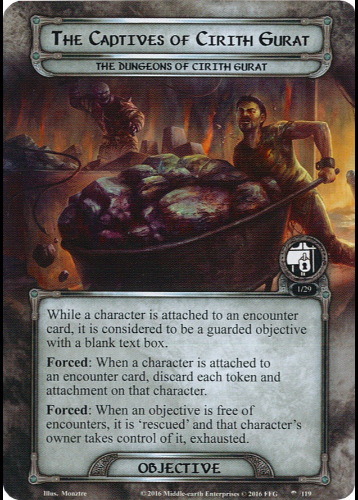 The Captives of Cirith Gurat
The Dungeons of Cirith Gurat
1/29
While a character is attached to an encounter
card, it is considered to be a guarded objective
with a blank text box.
Forced: When a character is attached to
an encounter card, discard each token and
attachment on that character.
Forced: When an objective is free of
encounters, it is 'rescued' and that character's
owner takes control of it, exhausted.
Objective
Illus. Monztre
©2016 Middle-earth Enterprises ©2016 FFG
119